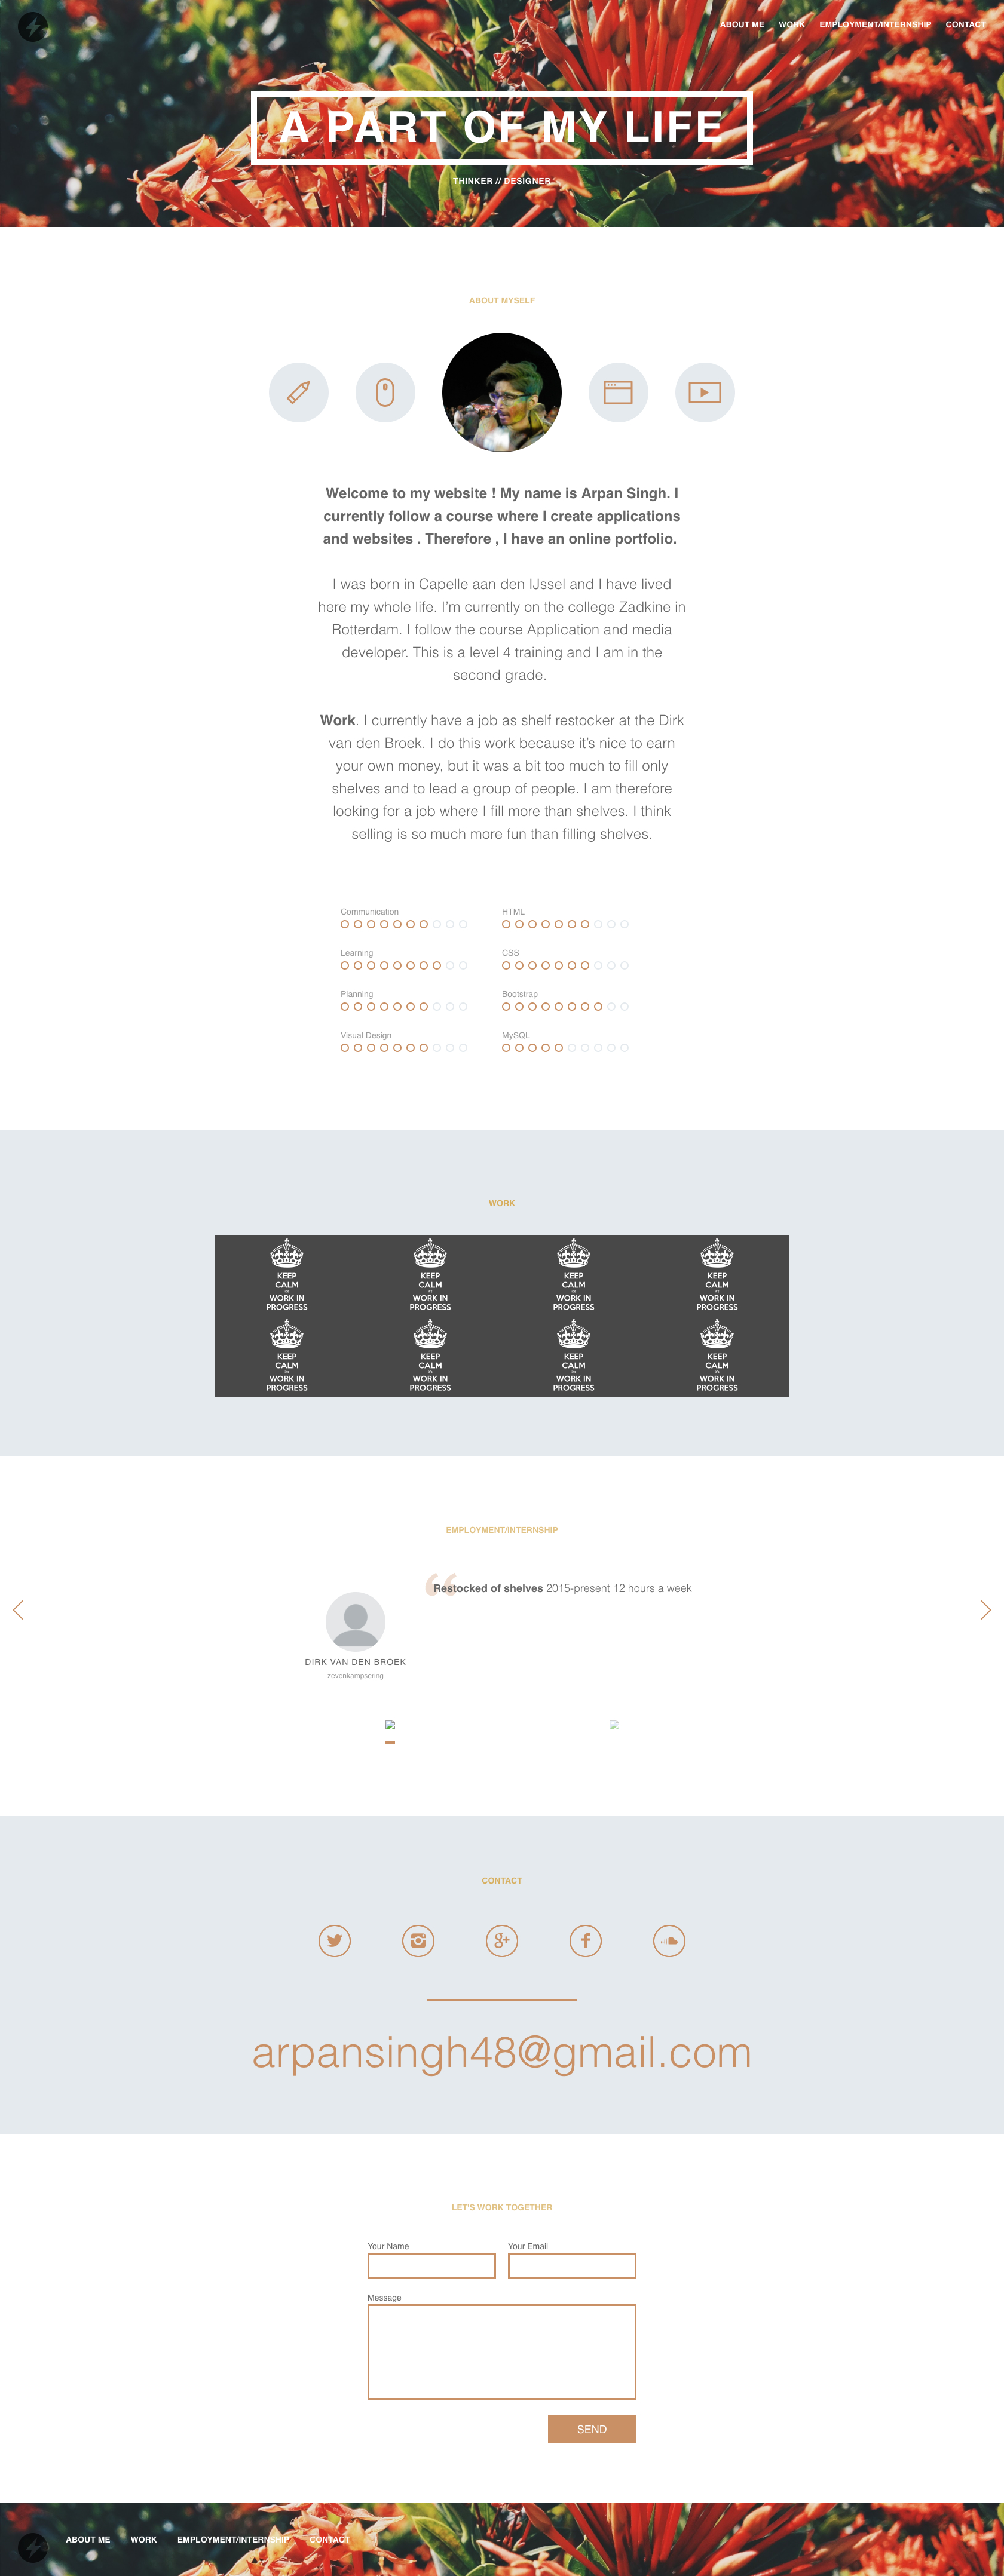 ABOUT ME WORK EMPLOYMENT/INTERNSHIP CONTACT
A PART OF MY LIFE
THINKER // DESIGNER
ABOUT MYSELF
Welcome to my website ! My name is Arpan Singh. I
currently follow a course where I create applications
and websites . Therefore , I have an online portfolio.
I was born in Capelle aan den IJssel and I have lived
here my whole life. I'm currently on the college Zadkine in
Rotterdam. I follow the course Application and media
developer. This is a level 4 training and I am in the
second grade.
Work. I currently have a job as shelf restocker at the Dirk
van den Broek. I do this work because it's nice to earn
your own money, but it was a bit too much to fill only
shelves and to lead a group of people. I am therefore
looking for a job where I fill more than shelves. I think
selling is so much more fun than filling shelves.
Communication HTML
Learning CSS
Planning Bootstrap
Visual Design MySQL
WORK
KEEP KEEP KEEP KEEP
CALM CALM CALM CALM
WORK IN WORK IN WORK IN WORK IN
PROGRESS PROGRESS PROGRESS PROGRESS
KEEP KEEP KEEP KEEP
CALM CALM CALM CALM
WORK IN WORK IN WORK IN WORK IN
PROGRESS PROGRESS PROGRESS PROGRESS
EMPLOYMENT/INTERNSHIP
“
Restocked of shelves 2015-present 12 hours a week
DIRK VAN DEN BROEK
zevenkampsering
CONTACT
arpansingh48@gmail.com
LET'S WORK TOGETHER
Your Name Your Email
Message
SEND
ABOUT ME WORK EMPLOYMENT/INTERNSHIP CONTACT